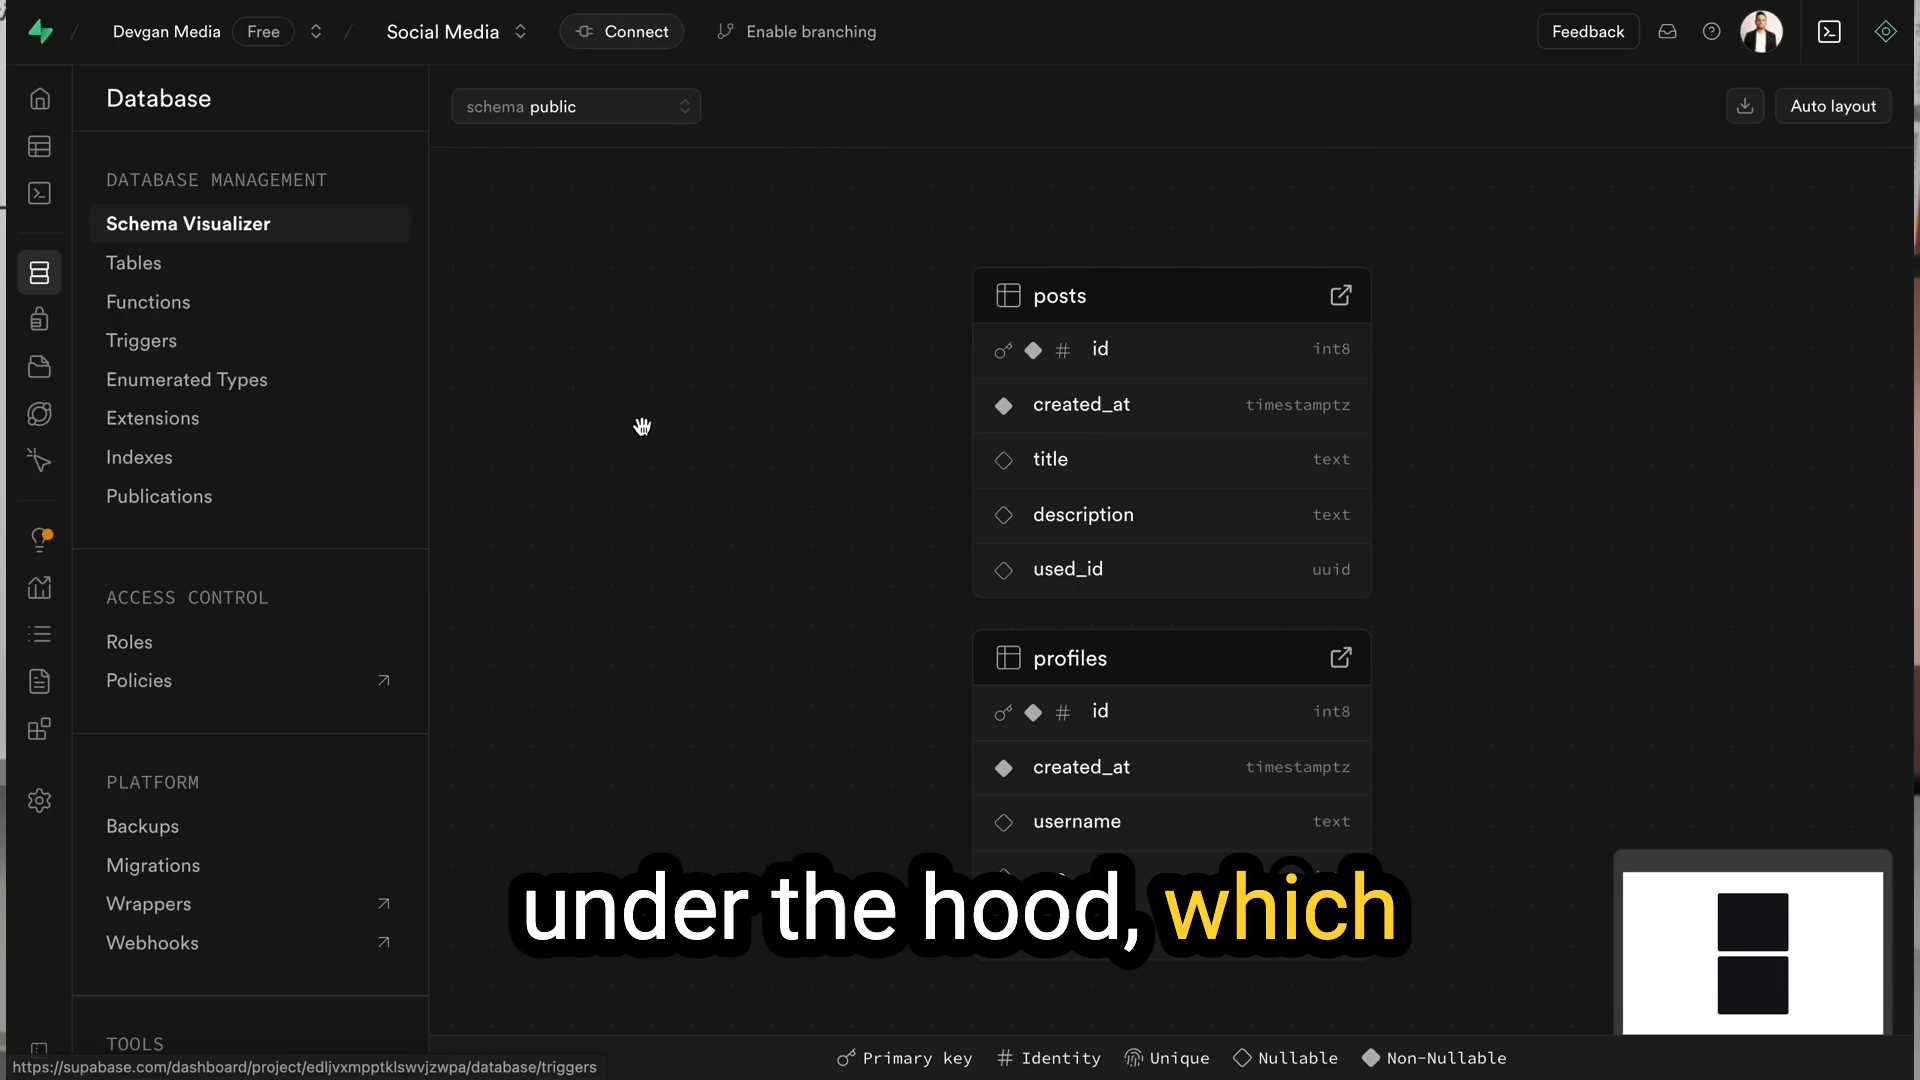 Devgan Media Free
Social Media
Connect
Enable branching
Feedback
Database
schema public
Auto layout
DATABASE MANAGEMENT
Schema Visualizer
Tables
Functions
Triggers
Enumerated Types
Extensions
Indexes
Publications
ACCESS CONTROL
Roles
Policies
PLATFORM
Backups
Migrations
Wrappers
Webhooks
TOOLS
posts
id int8
created_at timestamptz
title text
description text
used_id uuid
profiles
id int8
created_at timestamptz
username text
under the hood, which
Primary key # Identity Unique Nullable Non-Nullable
https://supabase.com/dashboard/project/edljvxmpptklswvjzwpa/database/triggers